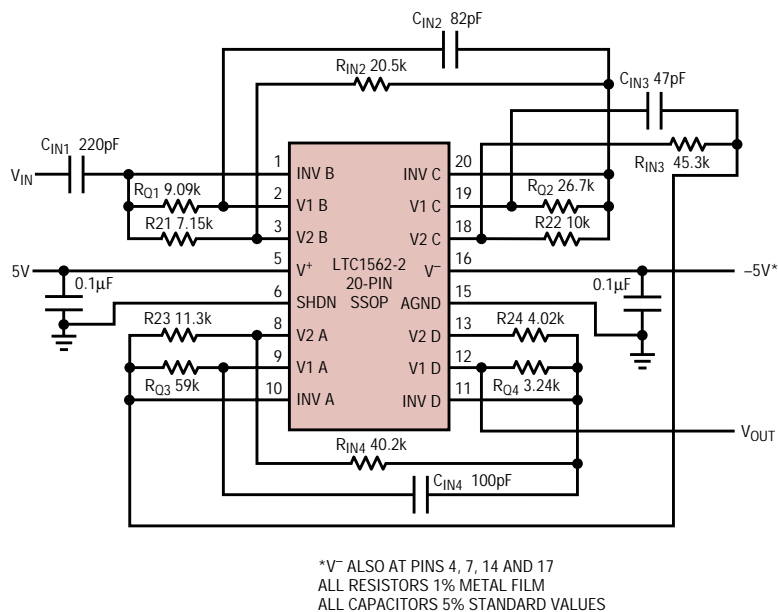 CIN2 82pF
RIN2 20.5k
CIN3 47pF
CIN1 220pF
RIN3 45.3k
VIN
1 INV B INV C 20
RQ1 9.09k 2 V1 B V1 C 19 RQ2 26.7k
R21 7.15k 3 V2 B V2 C 18 R22 10k
5V 5 V+ LTC1562-2 V− 16 –5V*
20-PIN
0.1µF 6 SHDN SSOP AGND 15 0.1µF
R23 11.3k 8 V2 A V2 D 13 R24 4.02k
9 V1 A V1 D 12
RQ3 59k 10 INV A INV D 11 RQ4 3.24k
VOUT
RIN4 40.2k
CIN4 100pF
*V− ALSO AT PINS 4, 7, 14 AND 17
ALL RESISTORS 1% METAL FILM
ALL CAPACITORS 5% STANDARD VALUES